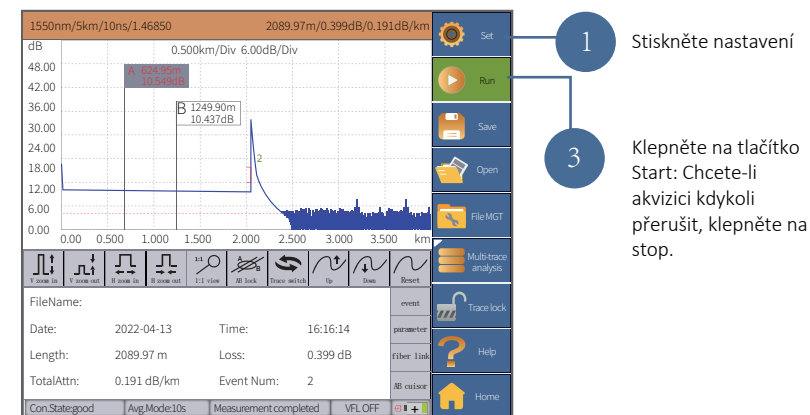 1550nm/5km/10ns/1.46850 2089.97m/0.399dB/0.191dB/km
dB 0.500km/Div 6.00dB/Div
48.00
42.00
36.00
30.00
24.00
18.00
12.00
6.00
0.00
A 624.95m
10.549dB
B 1249.90m
10.437dB
2
0.00 0.500 1.000 1.500 2.000 2.500 3.000 3.500 km
V zoom in V zoom out H zoom in H zoom out 1:1 view AB lock Trace switch Up Down Reset
1:1
A B
FileName:
Date: 2022-04-13 Time: 16:16:14
Length: 2089.97 m Loss: 0.399 dB
TotalAttn: 0.191 dB/km Event Num: 2
event
parameter
fiber link
AB cuisor
Con.State:good Avg.Mode:10s Measurement completed VFL OFF
Set
Run
Save
Open
File MGT
Multi-trace
analysis
Trace lock
Help
Home
1
Stiskněte nastavení
3
Klepněte na tlačítko
Start: Chcete-li
akvizici kdykoli
přerušit, klepněte na
stop.